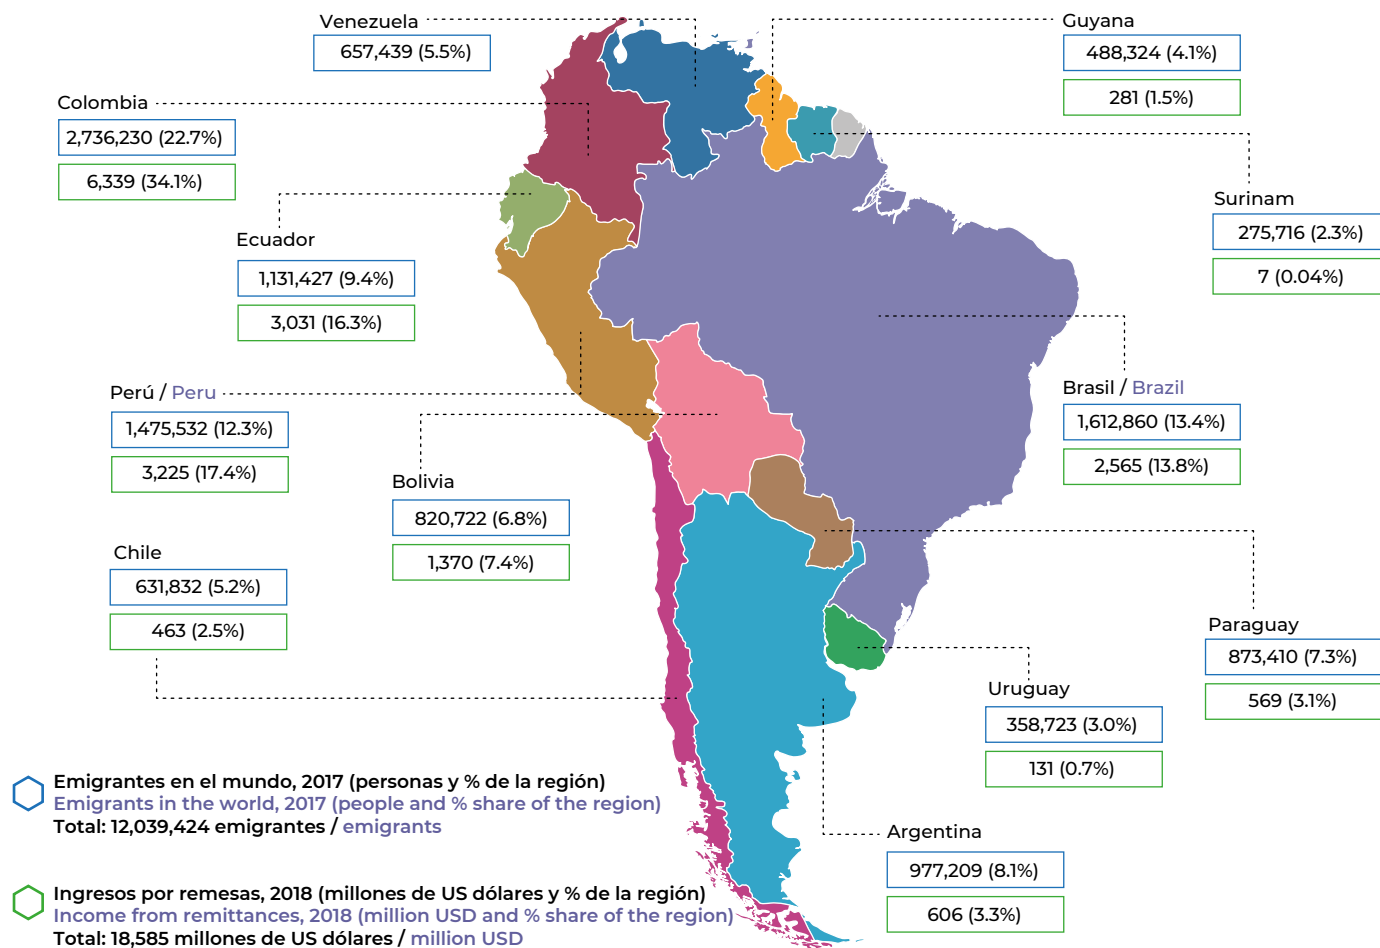 Venezuela
657,439 (5.5%)
Guyana
488,324 (4.1%)
281 (1.5%)
Colombia
2,736,230 (22.7%)
6,339 (34.1%)
Surinam
275,716 (2.3%)
7 (0.04%)
Ecuador
1,131,427 (9.4%)
3,031 (16.3%)
Perú / Peru
1,475,532 (12.3%)
3,225 (17.4%)
Brasil / Brazil
1,612,860 (13.4%)
2,565 (13.8%)
Bolivia
820,722 (6.8%)
1,370 (7.4%)
Chile
631,832 (5.2%)
463 (2.5%)
Paraguay
873,410 (7.3%)
569 (3.1%)
Uruguay
358,723 (3.0%)
131 (0.7%)
Argentina
977,209 (8.1%)
606 (3.3%)
Emigrantes en el mundo, 2017 (personas y % de la región)
Emigrants in the world, 2017 (people and % share of the region)
Total: 12,039,424 emigrantes / emigrants
Ingresos por remesas, 2018 (millones de US dólares y % de la región)
Income from remittances, 2018 (million USD and % share of the region)
Total: 18,585 millones de US dólares / million USD